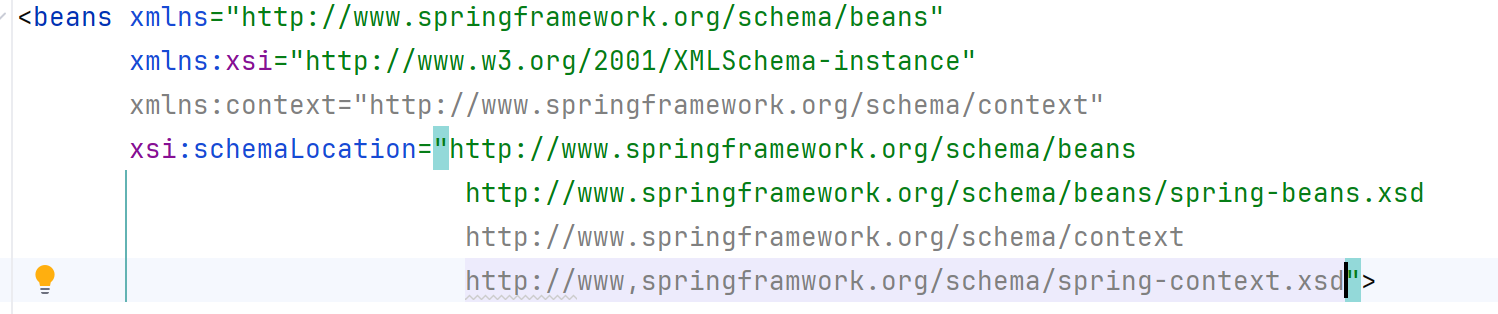 <beans xmlns="http://www.springframework.org/schema/beans"
xmlns:xsi="http://www.w3.org/2001/XMLSchema-instance"
xmlns:context="http://www.springframework.org/schema/context"
xsi:schemaLocation="http://www.springframework.org/schema/beans
http://www.springframework.org/schema/beans/spring-beans.xsd
http://www.springframework.org/schema/context
http://www,springframwork.org/schema/spring-context.xsd">